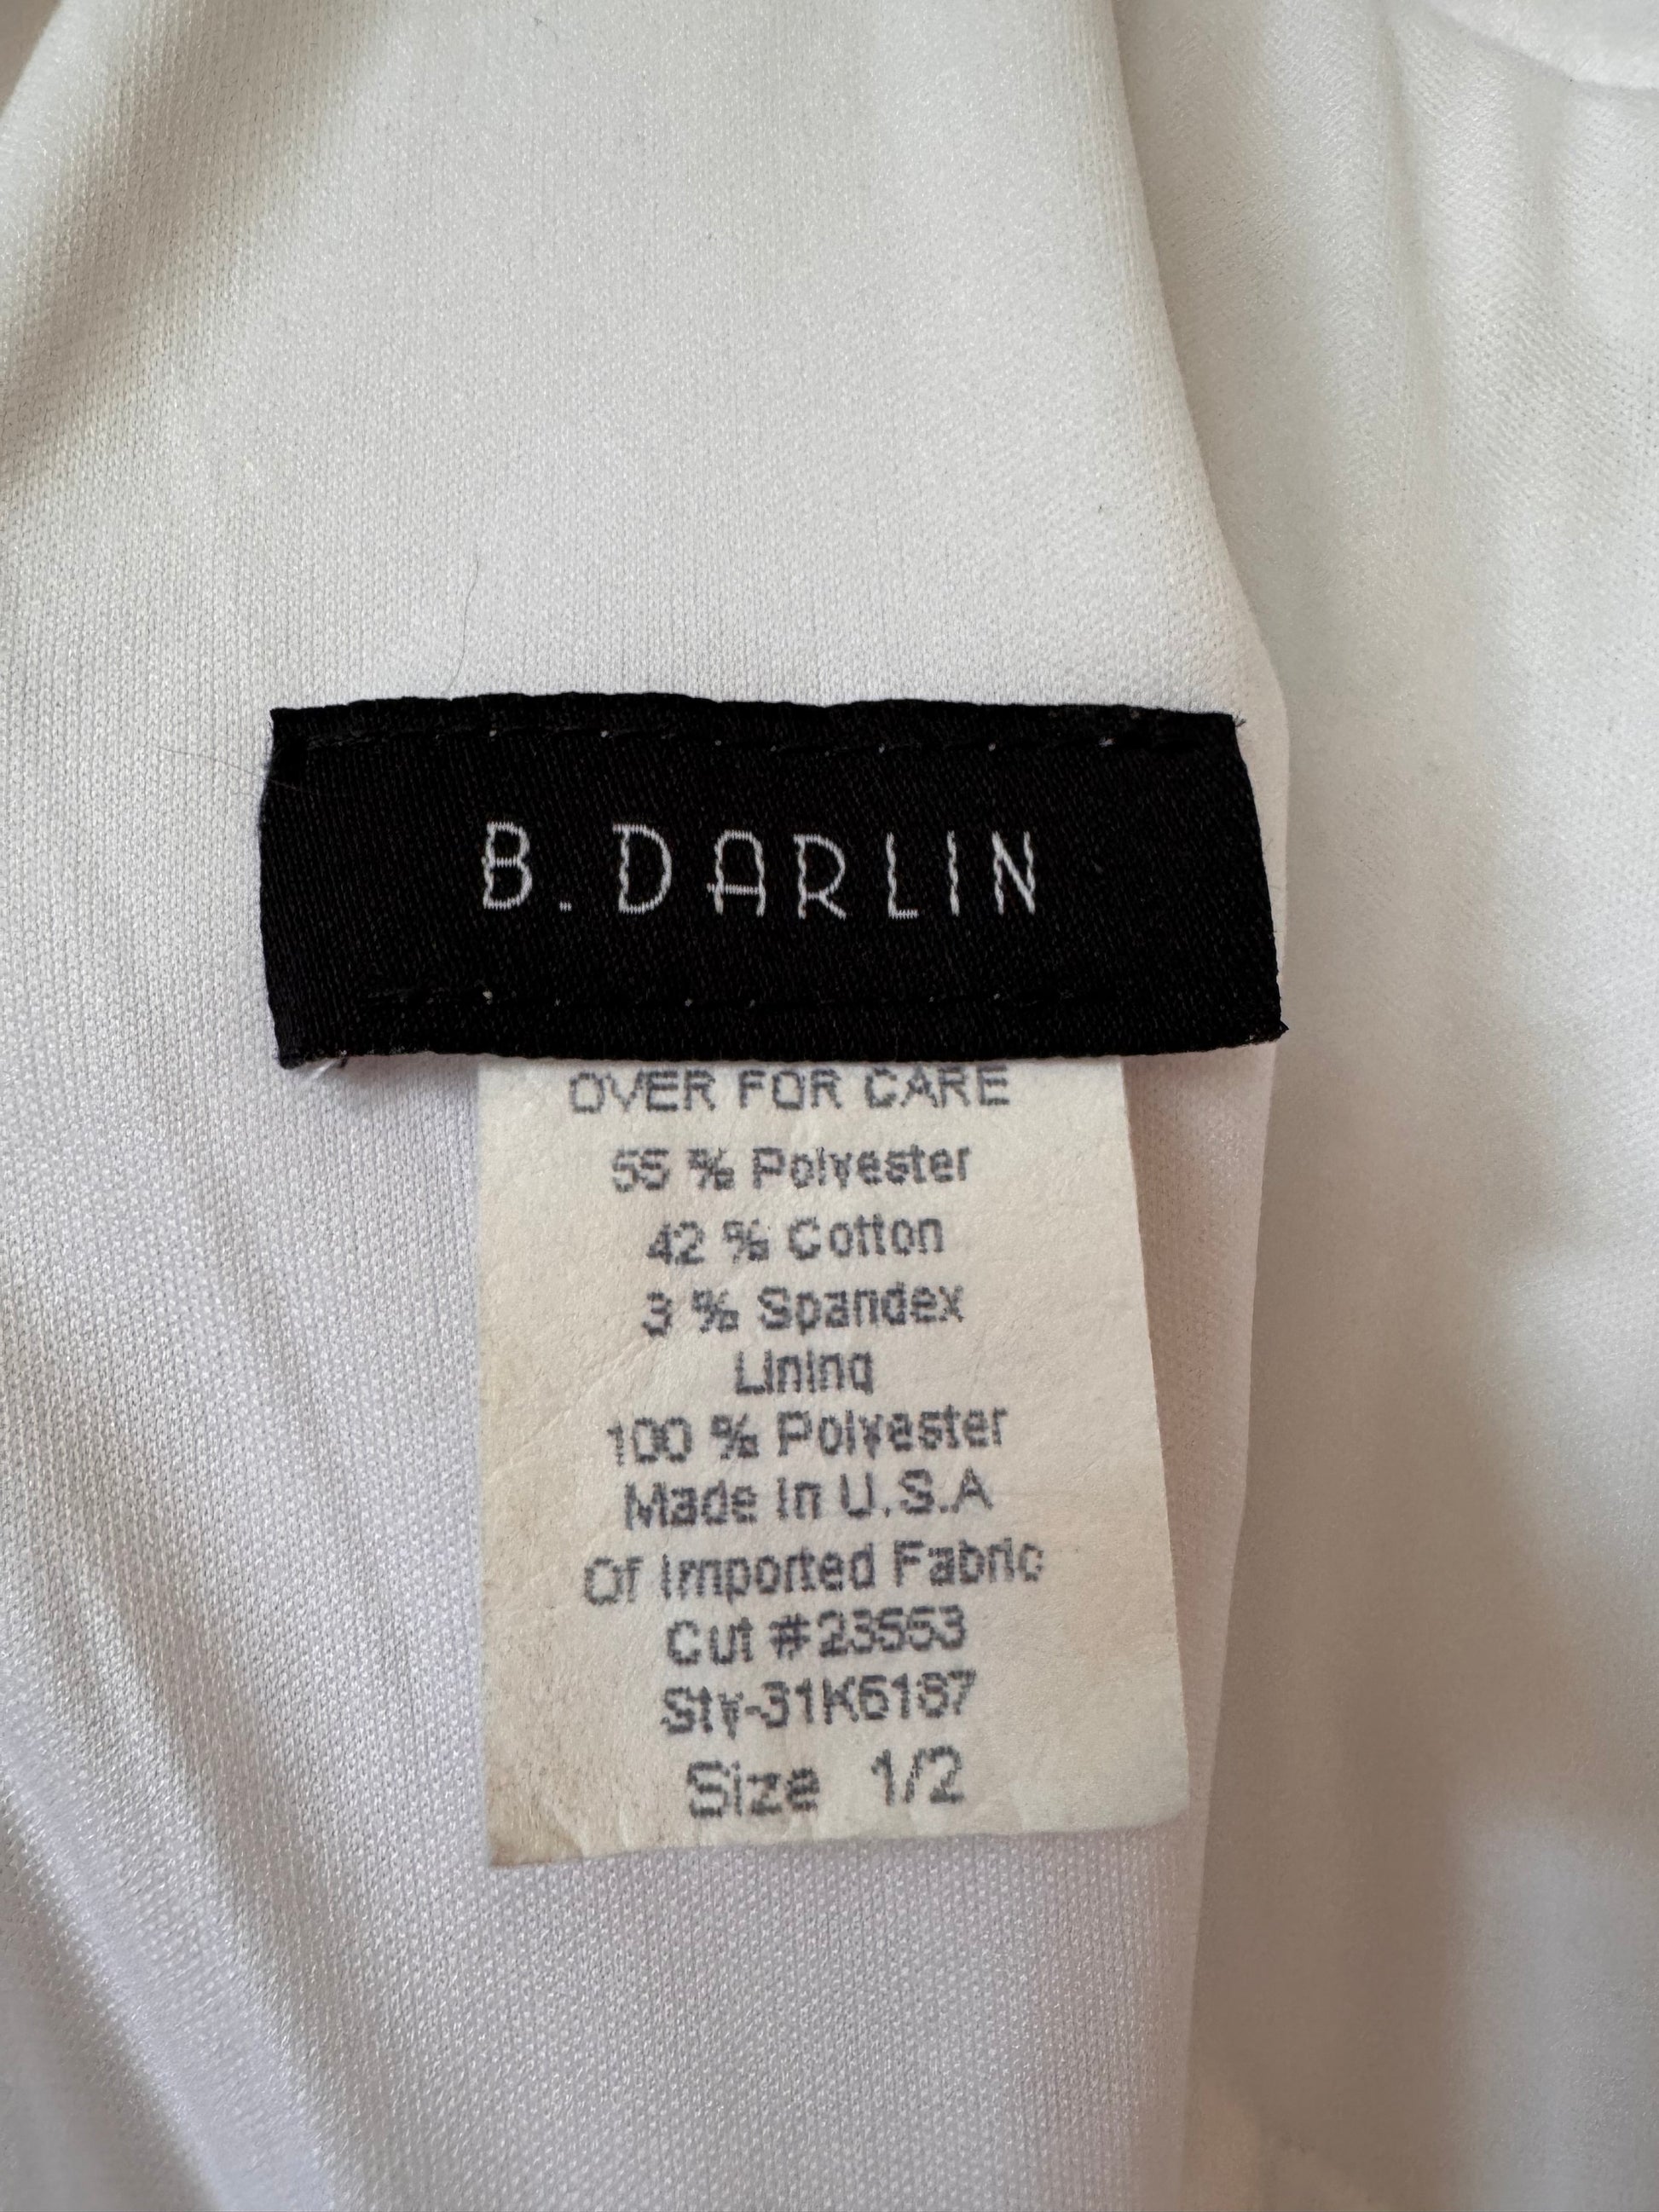 B. DARLIN
OVER FOR CARE
55 % Polyester
42 % Cotton
3 % Spandex
Lining
100 % Polyester
Made In U.S.A
Of Imported Fabric
Cut #23553
Sty-31K6187
Size 1/2